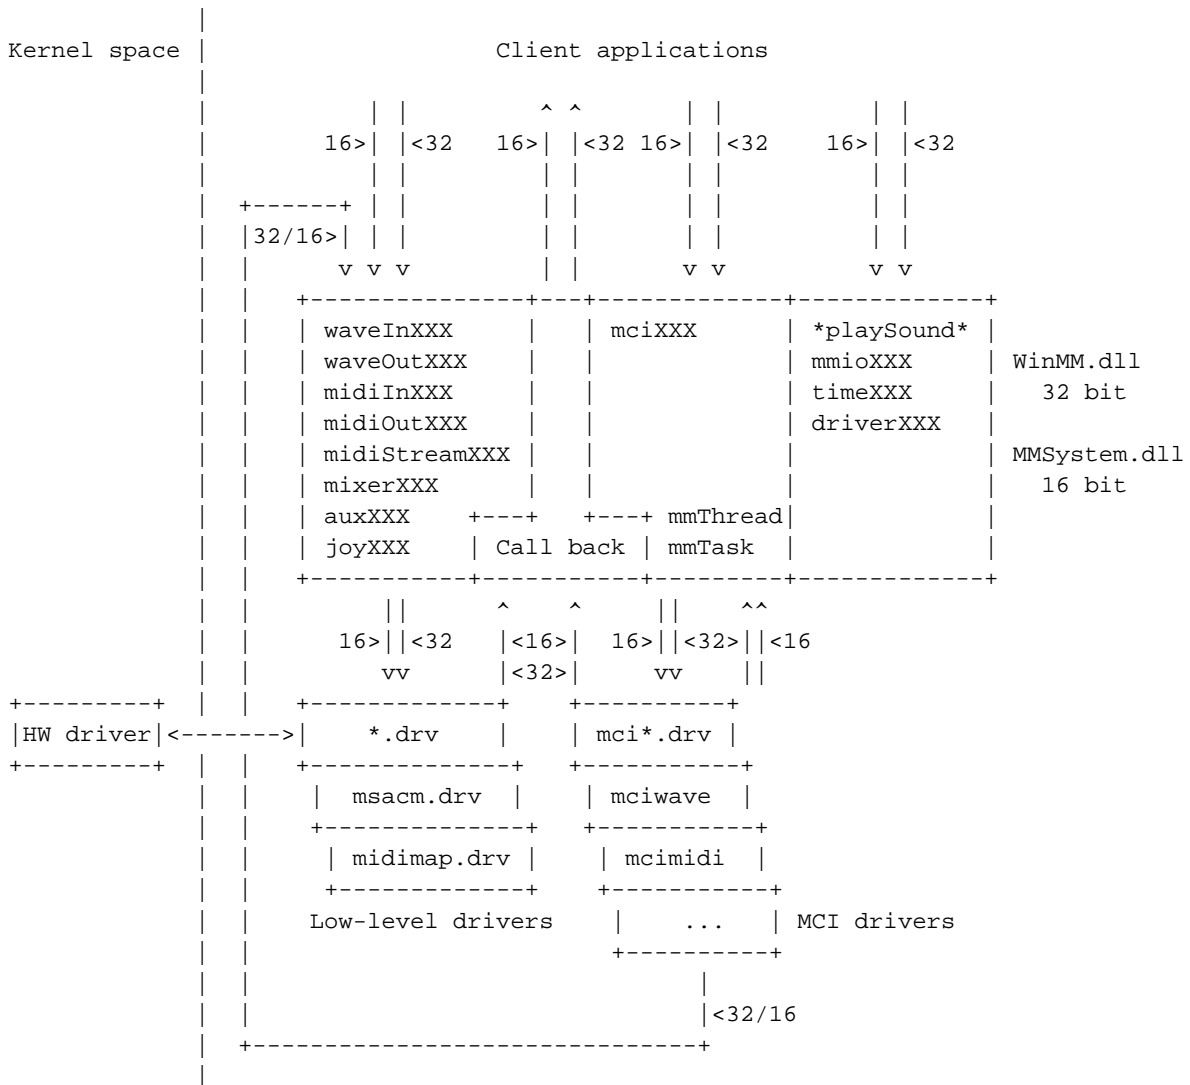 Kernel space Client applications
16> <32 16> <32 16> <32 16> <32
32/16>
waveInXXX mciXXX *playSound*
waveOutXXX mmioXXX WinMM.dll
midiInXXX timeXXX 32 bit
midiOutXXX driverXXX
midiStreamXXX MMSystem.dll
mixerXXX 16 bit
auxXXX mmThread
joyXXX Call back mmTask
16> <32 <16> 16> <32> <16
<32>
HW driver *.drv mci*.drv
msacm.drv mciwave
midimap.drv mcimidi
Low-level drivers ... MCI drivers
<32/16